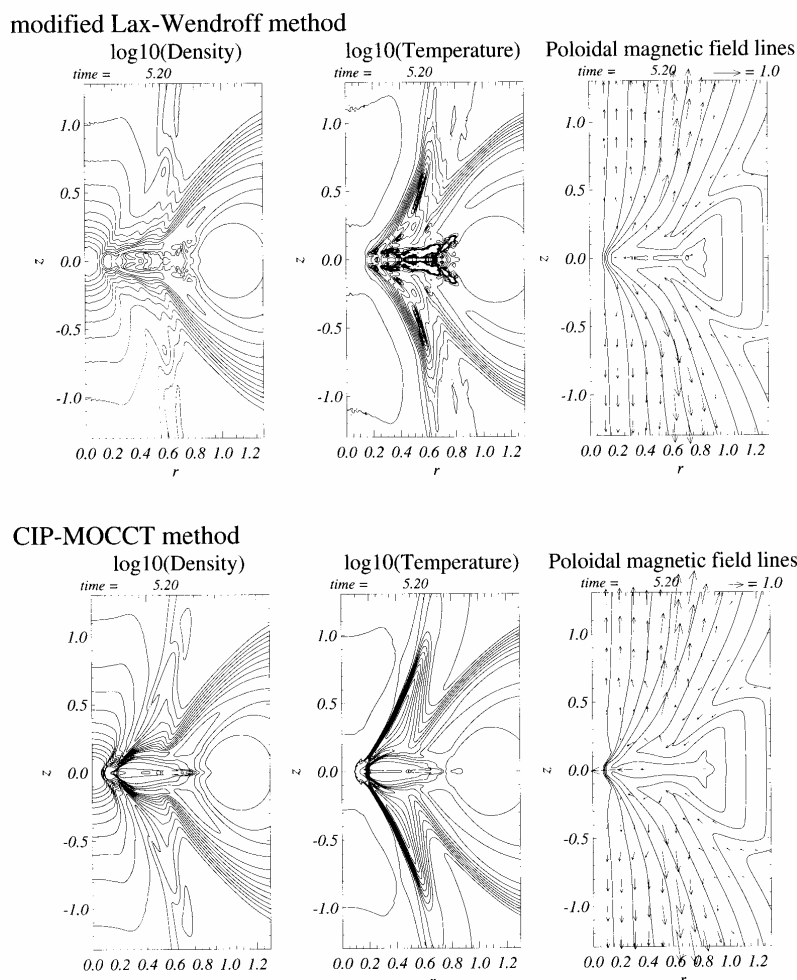 modified Lax-Wendroff method
log10(Density) log10(Temperature) Poloidal magnetic field lines
time = 5.20 time = 5.20 time = 5.20 = 1.0
1.0 1.0 1.0
0.5 0.5 0.5
z 0.0 z 0.0 z 0.0
-0.5 -0.5 -0.5
-1.0 -1.0 -1.0
0.0 0.2 0.4 0.6 0.8 1.0 1.2 0.0 0.2 0.4 0.6 0.8 1.0 1.2 0.0 0.2 0.4 0.6 0.8 1.0 1.2
r r r
CIP-MOCCT method
log10(Density) log10(Temperature) Poloidal magnetic field lines
time = 5.20 time = 5.20 time = 5.20 = 1.0
1.0 1.0 1.0
0.5 0.5 0.5
z 0.0 z 0.0 z 0.0
-0.5 -0.5 -0.5
-1.0 -1.0 -1.0
0.0 0.2 0.4 0.6 0.8 1.0 1.2 0.0 0.2 0.4 0.6 0.8 1.0 1.2 0.0 0.2 0.4 0.6 0.8 1.0 1.2